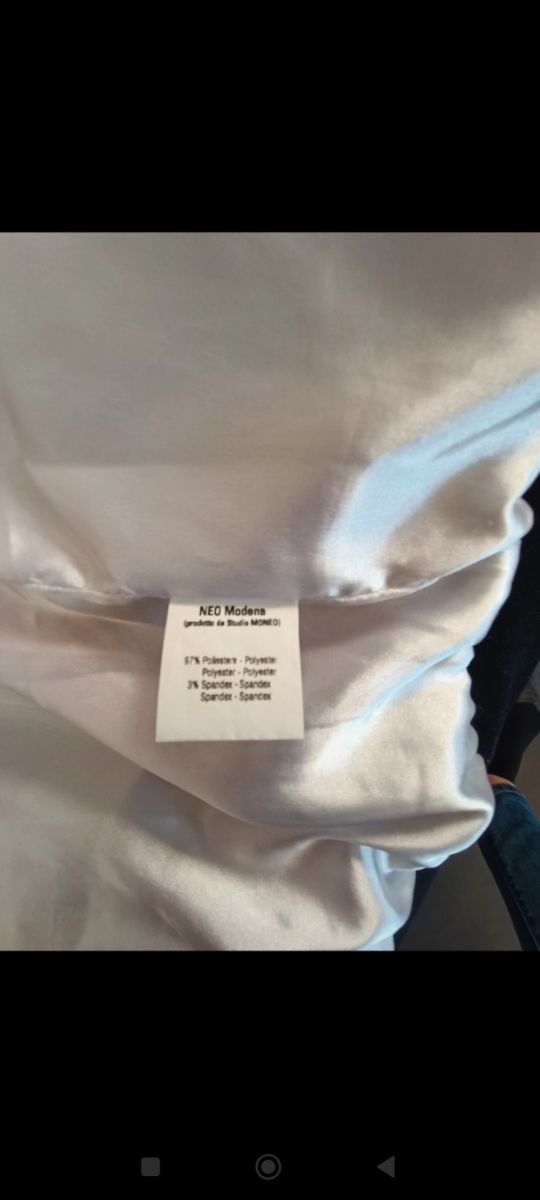 NEO Modena
(prodotto da Studio MONEO)
97% Poliestere - Polyester
Polyester - Polyester
3% Spandex - Spandex
Spandex - Spandex